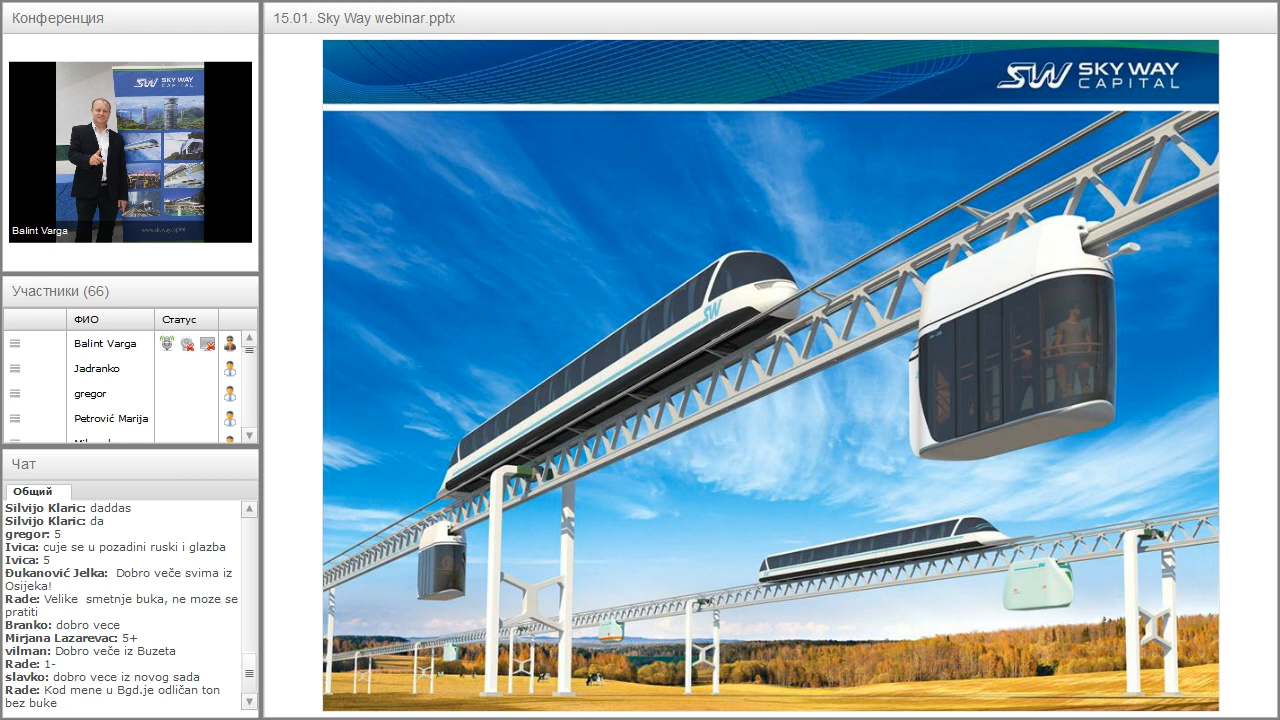 Конференция
Balint Varga
SKY WAY
CAPITAL
Участники (66)
ФИО
Статус
Balint Varga
Jadranko
gregor
Petrović Marija
Чат
Общий
Silvijo Klaric: daddas
Silvijo Klaric: da
gregor: 5
Ivica: cuje se u pozadini ruski i glazba
Ivica: 5
Đukanović Jelka: Dobro veče svima iz
Osijeka!
Rade: Velike smetnje buka, ne moze se
pratiti
Branko: dobro vece
Mirjana Lazarevac: 5+
vilman: Dobro veče iz Buzeta
Rade: 1-
slavko: dobro vece iz novog sada
Rade: Kod mene u Bgd.je odličan ton
bez buke
15.01. Sky Way webinar.pptx
SW SKY WAY
CAPITAL
SW